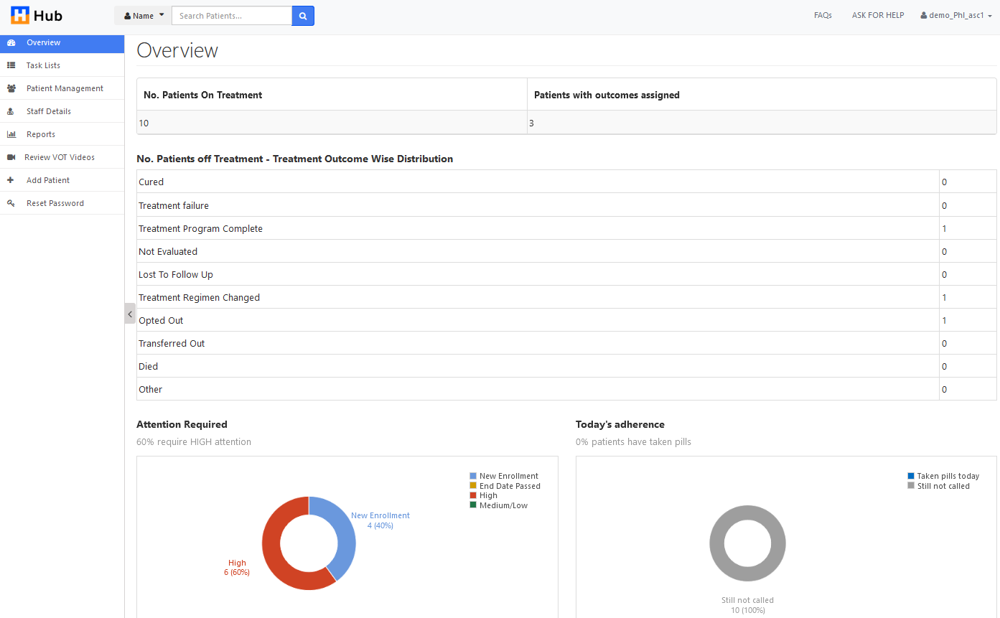 Hub
Name
Search Patients...
FAQs
ASK FOR HELP
demo_Phl_asc1
Overview
Task Lists
Patient Management
Staff Details
Reports
Review VOT Videos
Add Patient
Reset Password
Overview
No. Patients On Treatment Patients with outcomes assigned
10 3
No. Patients off Treatment - Treatment Outcome Wise Distribution
Cured 0
Treatment failure 0
Treatment Program Complete 1
Not Evaluated 0
Lost To Follow Up 0
Treatment Regimen Changed 1
Opted Out 1
Transferred Out 0
Died 0
Other 0
Attention Required
60% require HIGH attention
New Enrollment
End Date Passed
High
Medium/Low
New Enrollment
4 (40%)
High
6 (60%)
Today's adherence
0% patients have taken pills
Taken pills today
Still not called
Still not called
10 (100%)